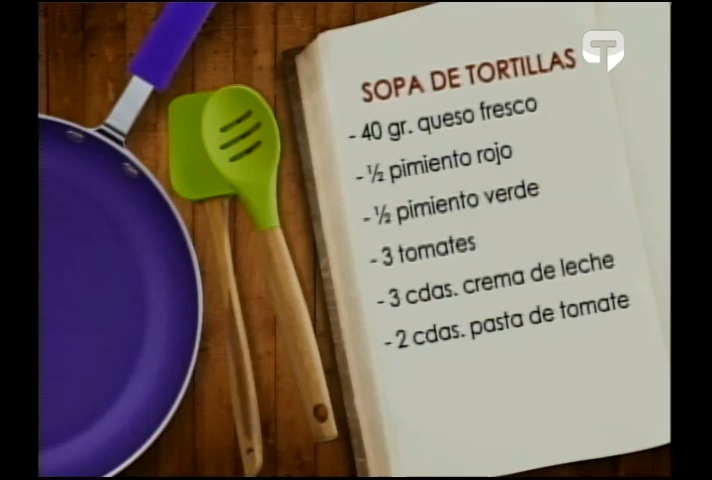 SOPA DE TORTILLAS
- 40 gr. queso fresco
- ½ pimiento rojo
- ½ pimiento verde
- 3 tomates
- 3 cdas. crema de leche
- 2 cdas. pasta de tomate